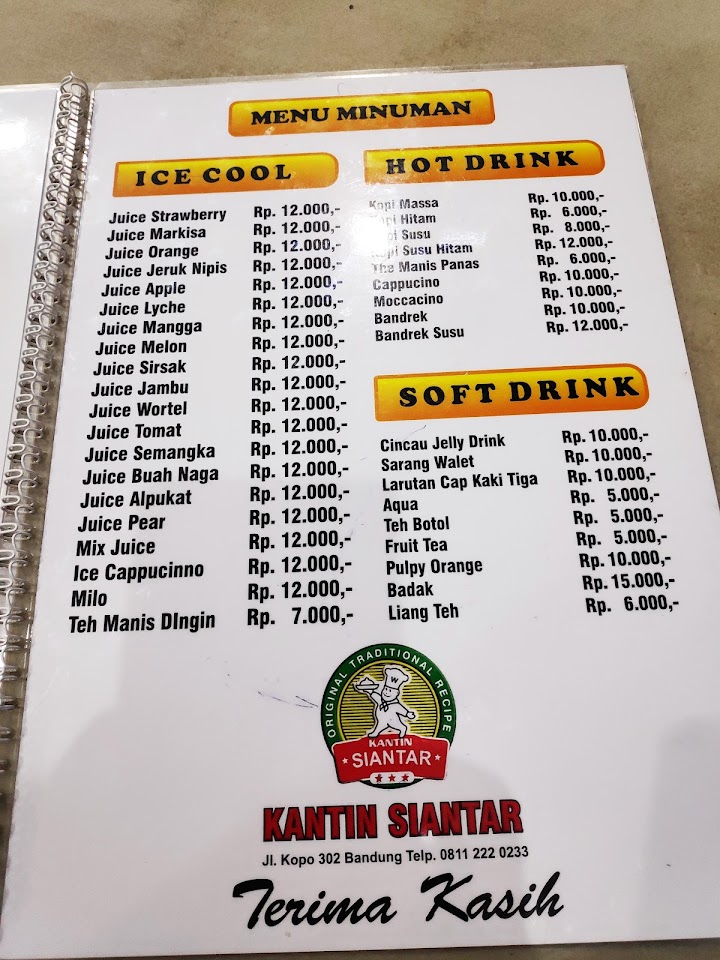 MENU MINUMAN
ICE COOL
Juice Strawberry Rp. 12.000,-
Juice Markisa Rp. 12.000,-
Juice Orange Rp. 12.000,-
Juice Jeruk Nipis Rp. 12.000,-
Juice Apple Rp. 12.000,-
Juice Lyche Rp. 12.000,-
Juice Mangga Rp. 12.000,-
Juice Melon Rp. 12.000,-
Juice Sirsak Rp. 12.000,-
Juice Jambu Rp. 12.000,-
Juice Wortel Rp. 12.000,-
Juice Tomat Rp. 12.000,-
Juice Semangka Rp. 12.000,-
Juice Buah Naga Rp. 12.000,-
Juice Alpukat Rp. 12.000,-
Juice Pear Rp. 12.000,-
Mix Juice Rp. 12.000,-
Ice Cappucinno Rp. 12.000,-
Milo Rp. 12.000,-
Teh Manis DIngin Rp. 7.000,-
HOT DRINK
Kopi Massa Rp. 10.000,-
Kopi Hitam Rp. 6.000,-
Kopi Susu Rp. 8.000,-
Kopi Susu Hitam Rp. 12.000,-
The Manis Panas Rp. 6.000,-
Cappucino Rp. 10.000,-
Moccacino Rp. 10.000,-
Bandrek Rp. 10.000,-
Bandrek Susu Rp. 12.000,-
SOFT DRINK
Cincau Jelly Drink Rp. 10.000,-
Sarang Walet Rp. 10.000,-
Larutan Cap Kaki Tiga Rp. 10.000,-
Aqua Rp. 5.000,-
Teh Botol Rp. 5.000,-
Fruit Tea Rp. 5.000,-
Pulpy Orange Rp. 10.000,-
Badak Rp. 15.000,-
Liang Teh Rp. 6.000,-
ORIGINAL TRADITIONAL RECIPE
W
KANTIN
SIANTAR
KANTIN SIANTAR
Jl. Kopo 302 Bandung Telp. 0811 222 0233
Terima Kasih